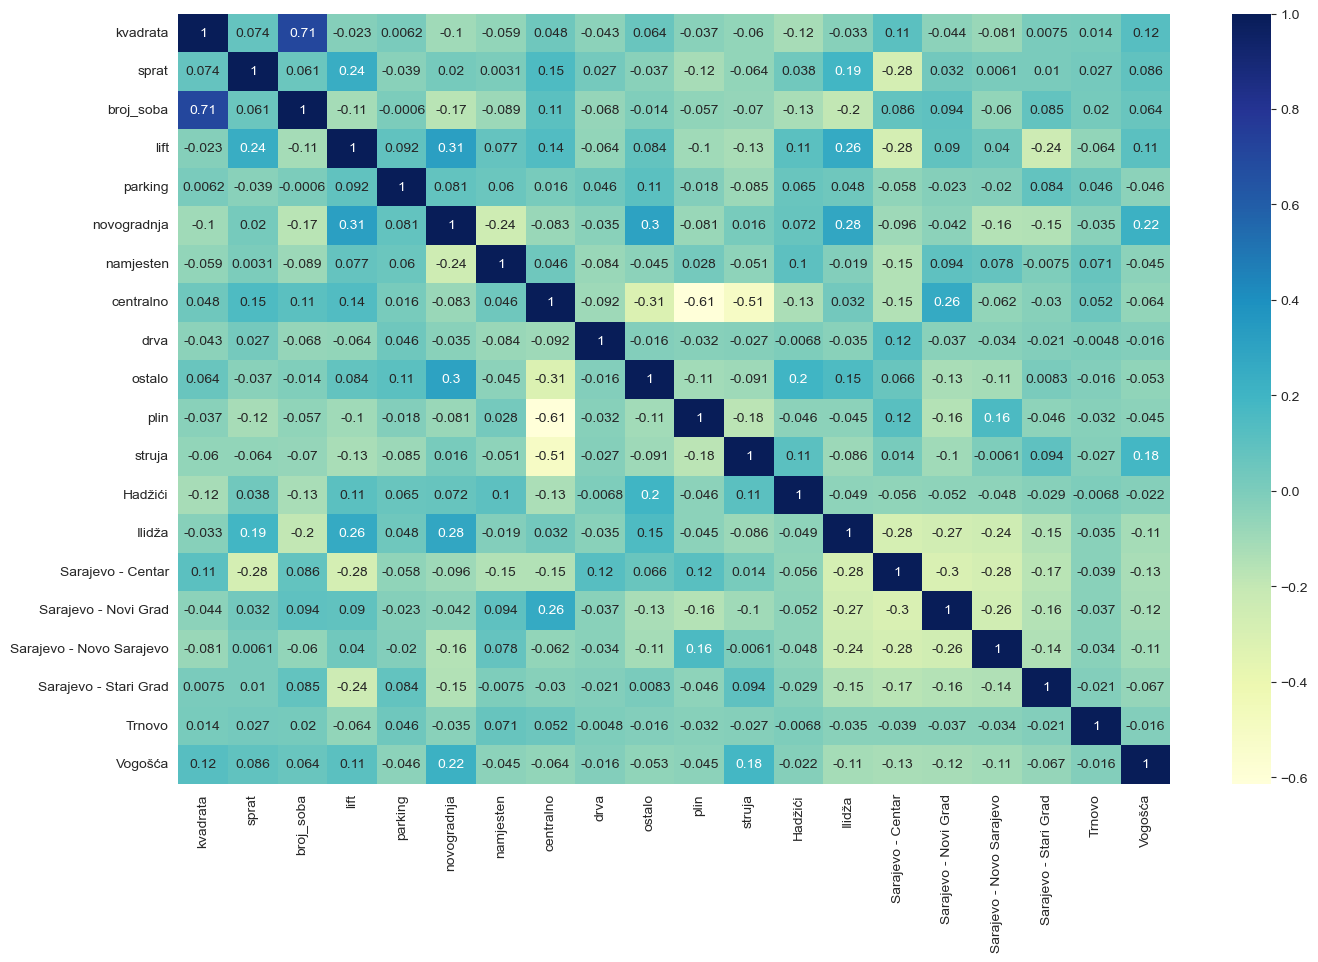 kvadrata 1 0.074 0.71 -0.023 0.0062 -0.1 -0.059 0.048 -0.043 0.064 -0.037 -0.06 -0.12 -0.033 0.11 -0.044 -0.081 0.0075 0.014 0.12
sprat 0.074 1 0.061 0.24 -0.039 0.02 0.0031 0.15 0.027 -0.037 -0.12 -0.064 0.038 0.19 -0.28 0.032 0.0061 0.01 0.027 0.086
broj_soba 0.71 0.061 1 -0.11 -0.0006 -0.17 -0.089 0.11 -0.068 -0.014 -0.057 -0.07 -0.13 -0.2 0.086 0.094 -0.06 0.085 0.02 0.064
lift -0.023 0.24 -0.11 1 0.092 0.31 0.077 0.14 -0.064 0.084 -0.1 -0.13 0.11 0.26 -0.28 0.09 0.04 -0.24 -0.064 0.11
parking 0.0062 -0.039 -0.0006 0.092 1 0.081 0.06 0.016 0.046 0.11 -0.018 -0.085 0.065 0.048 -0.058 -0.023 -0.02 0.084 0.046 -0.046
novogradnja -0.1 0.02 -0.17 0.31 0.081 1 -0.24 -0.083 -0.035 0.3 -0.081 0.016 0.072 0.28 -0.096 -0.042 -0.16 -0.15 -0.035 0.22
namjesten -0.059 0.0031 -0.089 0.077 0.06 -0.24 1 0.046 -0.084 -0.045 0.028 -0.051 0.1 -0.019 -0.15 0.094 0.078 -0.0075 0.071 -0.045
centralno 0.048 0.15 0.11 0.14 0.016 -0.083 0.046 1 -0.092 -0.31 -0.61 -0.51 -0.13 0.032 -0.15 0.26 -0.062 -0.03 0.052 -0.064
drva -0.043 0.027 -0.068 -0.064 0.046 -0.035 -0.084 -0.092 1 -0.016 -0.032 -0.027 -0.0068 -0.035 0.12 -0.037 -0.034 -0.021 -0.0048 -0.016
ostalo 0.064 -0.037 -0.014 0.084 0.11 0.3 -0.045 -0.31 -0.016 1 -0.11 -0.091 0.2 0.15 0.066 -0.13 -0.11 0.0083 -0.016 -0.053
plin -0.037 -0.12 -0.057 -0.1 -0.018 -0.081 0.028 -0.61 -0.032 -0.11 1 -0.18 -0.046 -0.045 0.12 -0.16 0.16 -0.046 -0.032 -0.045
struja -0.06 -0.064 -0.07 -0.13 -0.085 0.016 -0.051 -0.51 -0.027 -0.091 -0.18 1 0.11 -0.086 0.014 -0.1 -0.0061 0.094 -0.027 0.18
Hadžići -0.12 0.038 -0.13 0.11 0.065 0.072 0.1 -0.13 -0.0068 0.2 -0.046 0.11 1 -0.049 -0.056 -0.052 -0.048 -0.029 -0.0068 -0.022
Ilidža -0.033 0.19 -0.2 0.26 0.048 0.28 -0.019 0.032 -0.035 0.15 -0.045 -0.086 -0.049 1 -0.28 -0.27 -0.24 -0.15 -0.035 -0.11
Sarajevo - Centar 0.11 -0.28 0.086 -0.28 -0.058 -0.096 -0.15 -0.15 0.12 0.066 0.12 0.014 -0.056 -0.28 1 -0.3 -0.28 -0.17 -0.039 -0.13
Sarajevo - Novi Grad -0.044 0.032 0.094 0.09 -0.023 -0.042 0.094 0.26 -0.037 -0.13 -0.16 -0.1 -0.052 -0.27 -0.3 1 -0.26 -0.16 -0.037 -0.12
Sarajevo - Novo Sarajevo -0.081 0.0061 -0.06 0.04 -0.02 -0.16 0.078 -0.062 -0.034 -0.11 0.16 -0.0061 -0.048 -0.24 -0.28 -0.26 1 -0.14 -0.034 -0.11
Sarajevo - Stari Grad 0.0075 0.01 0.085 -0.24 0.084 -0.15 -0.0075 -0.03 -0.021 0.0083 -0.046 0.094 -0.029 -0.15 -0.17 -0.16 -0.14 1 -0.021 -0.067
Trnovo 0.014 0.027 0.02 -0.064 0.046 -0.035 0.071 0.052 -0.0048 -0.016 -0.032 -0.027 -0.0068 -0.035 -0.039 -0.037 -0.034 -0.021 1 -0.016
Vogošća 0.12 0.086 0.064 0.11 -0.046 0.22 -0.045 -0.064 -0.016 -0.053 -0.045 0.18 -0.022 -0.11 -0.13 -0.12 -0.11 -0.067 -0.016 1
kvadrata
sprat
broj_soba
lift
parking
novogradnja
namjesten
centralno
drva
ostalo
plin
struja
Hadžići
Ilidža
Sarajevo - Centar
Sarajevo - Novi Grad
Sarajevo - Novo Sarajevo
Sarajevo - Stari Grad
Trnovo
Vogošća
1.0
0.8
0.6
0.4
0.2
0.0
−0.2
−0.4
−0.6